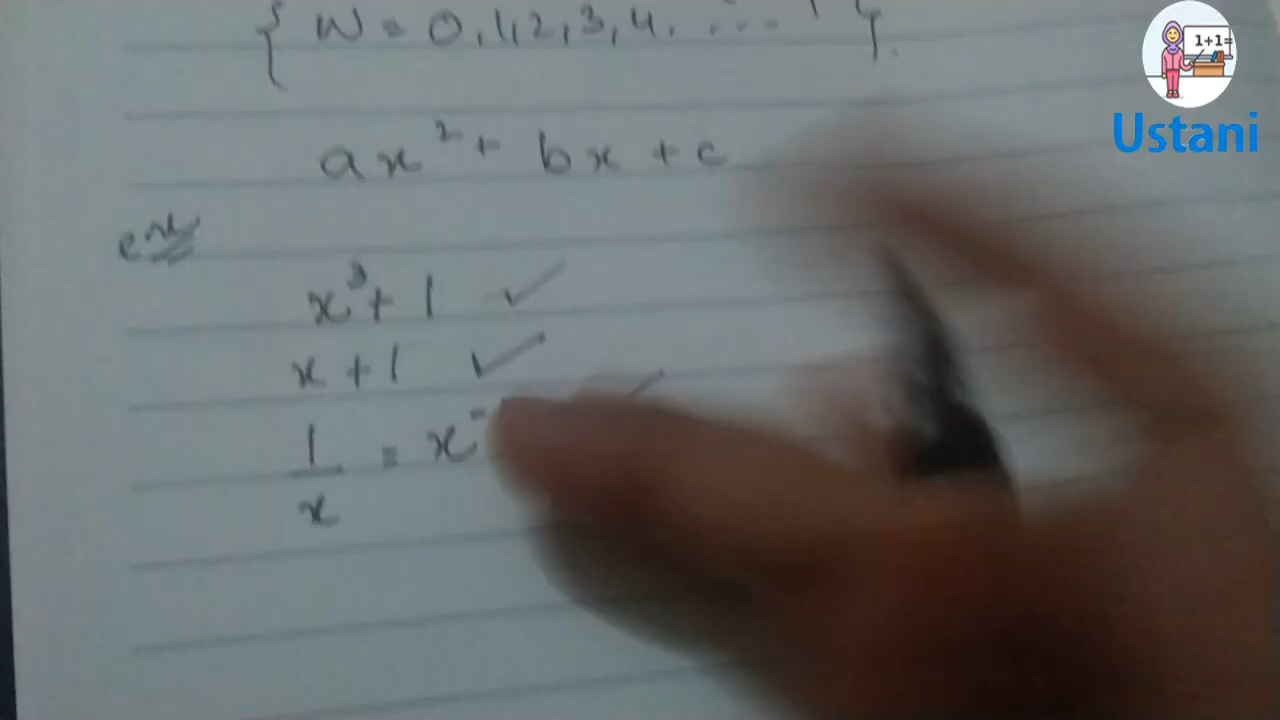 { W = 0,1,2,3,4, ..... }.
1+1=
Ustani
ax² + bx + c
ex
x³ + 1 ✓
x + 1 ✓
1/x = x⁻